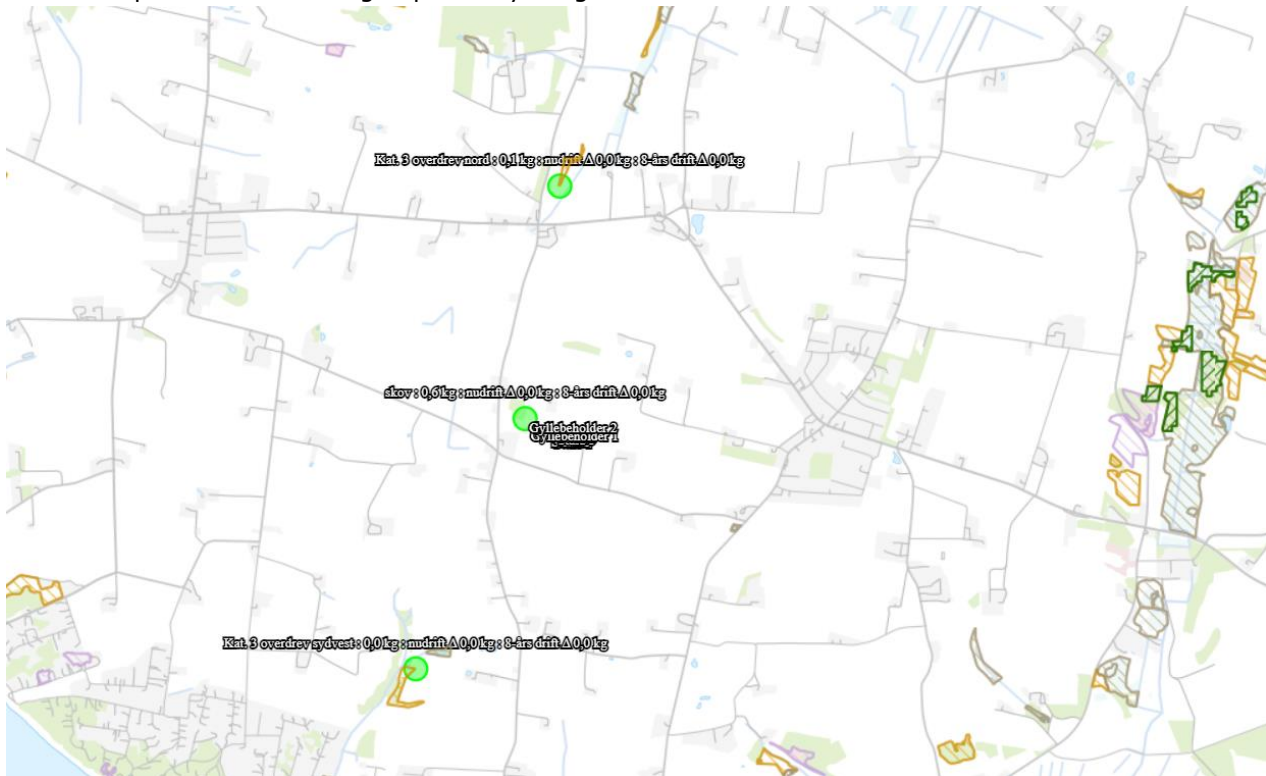 Kat. 3 overdrev nord : 0,1 kg : nudrift Δ 0,0 kg : 8-års drift Δ 0,0 kg
skov : 0,6 kg : nudrift Δ 0,0 kg : 8-års drift Δ 0,0 kg
Gyllebeholder 2
Gyllebeholder 1
Kat. 3 overdrev sydvest : 0,0 kg : nudrift Δ 0,0 kg : 8-års drift Δ 0,0 kg